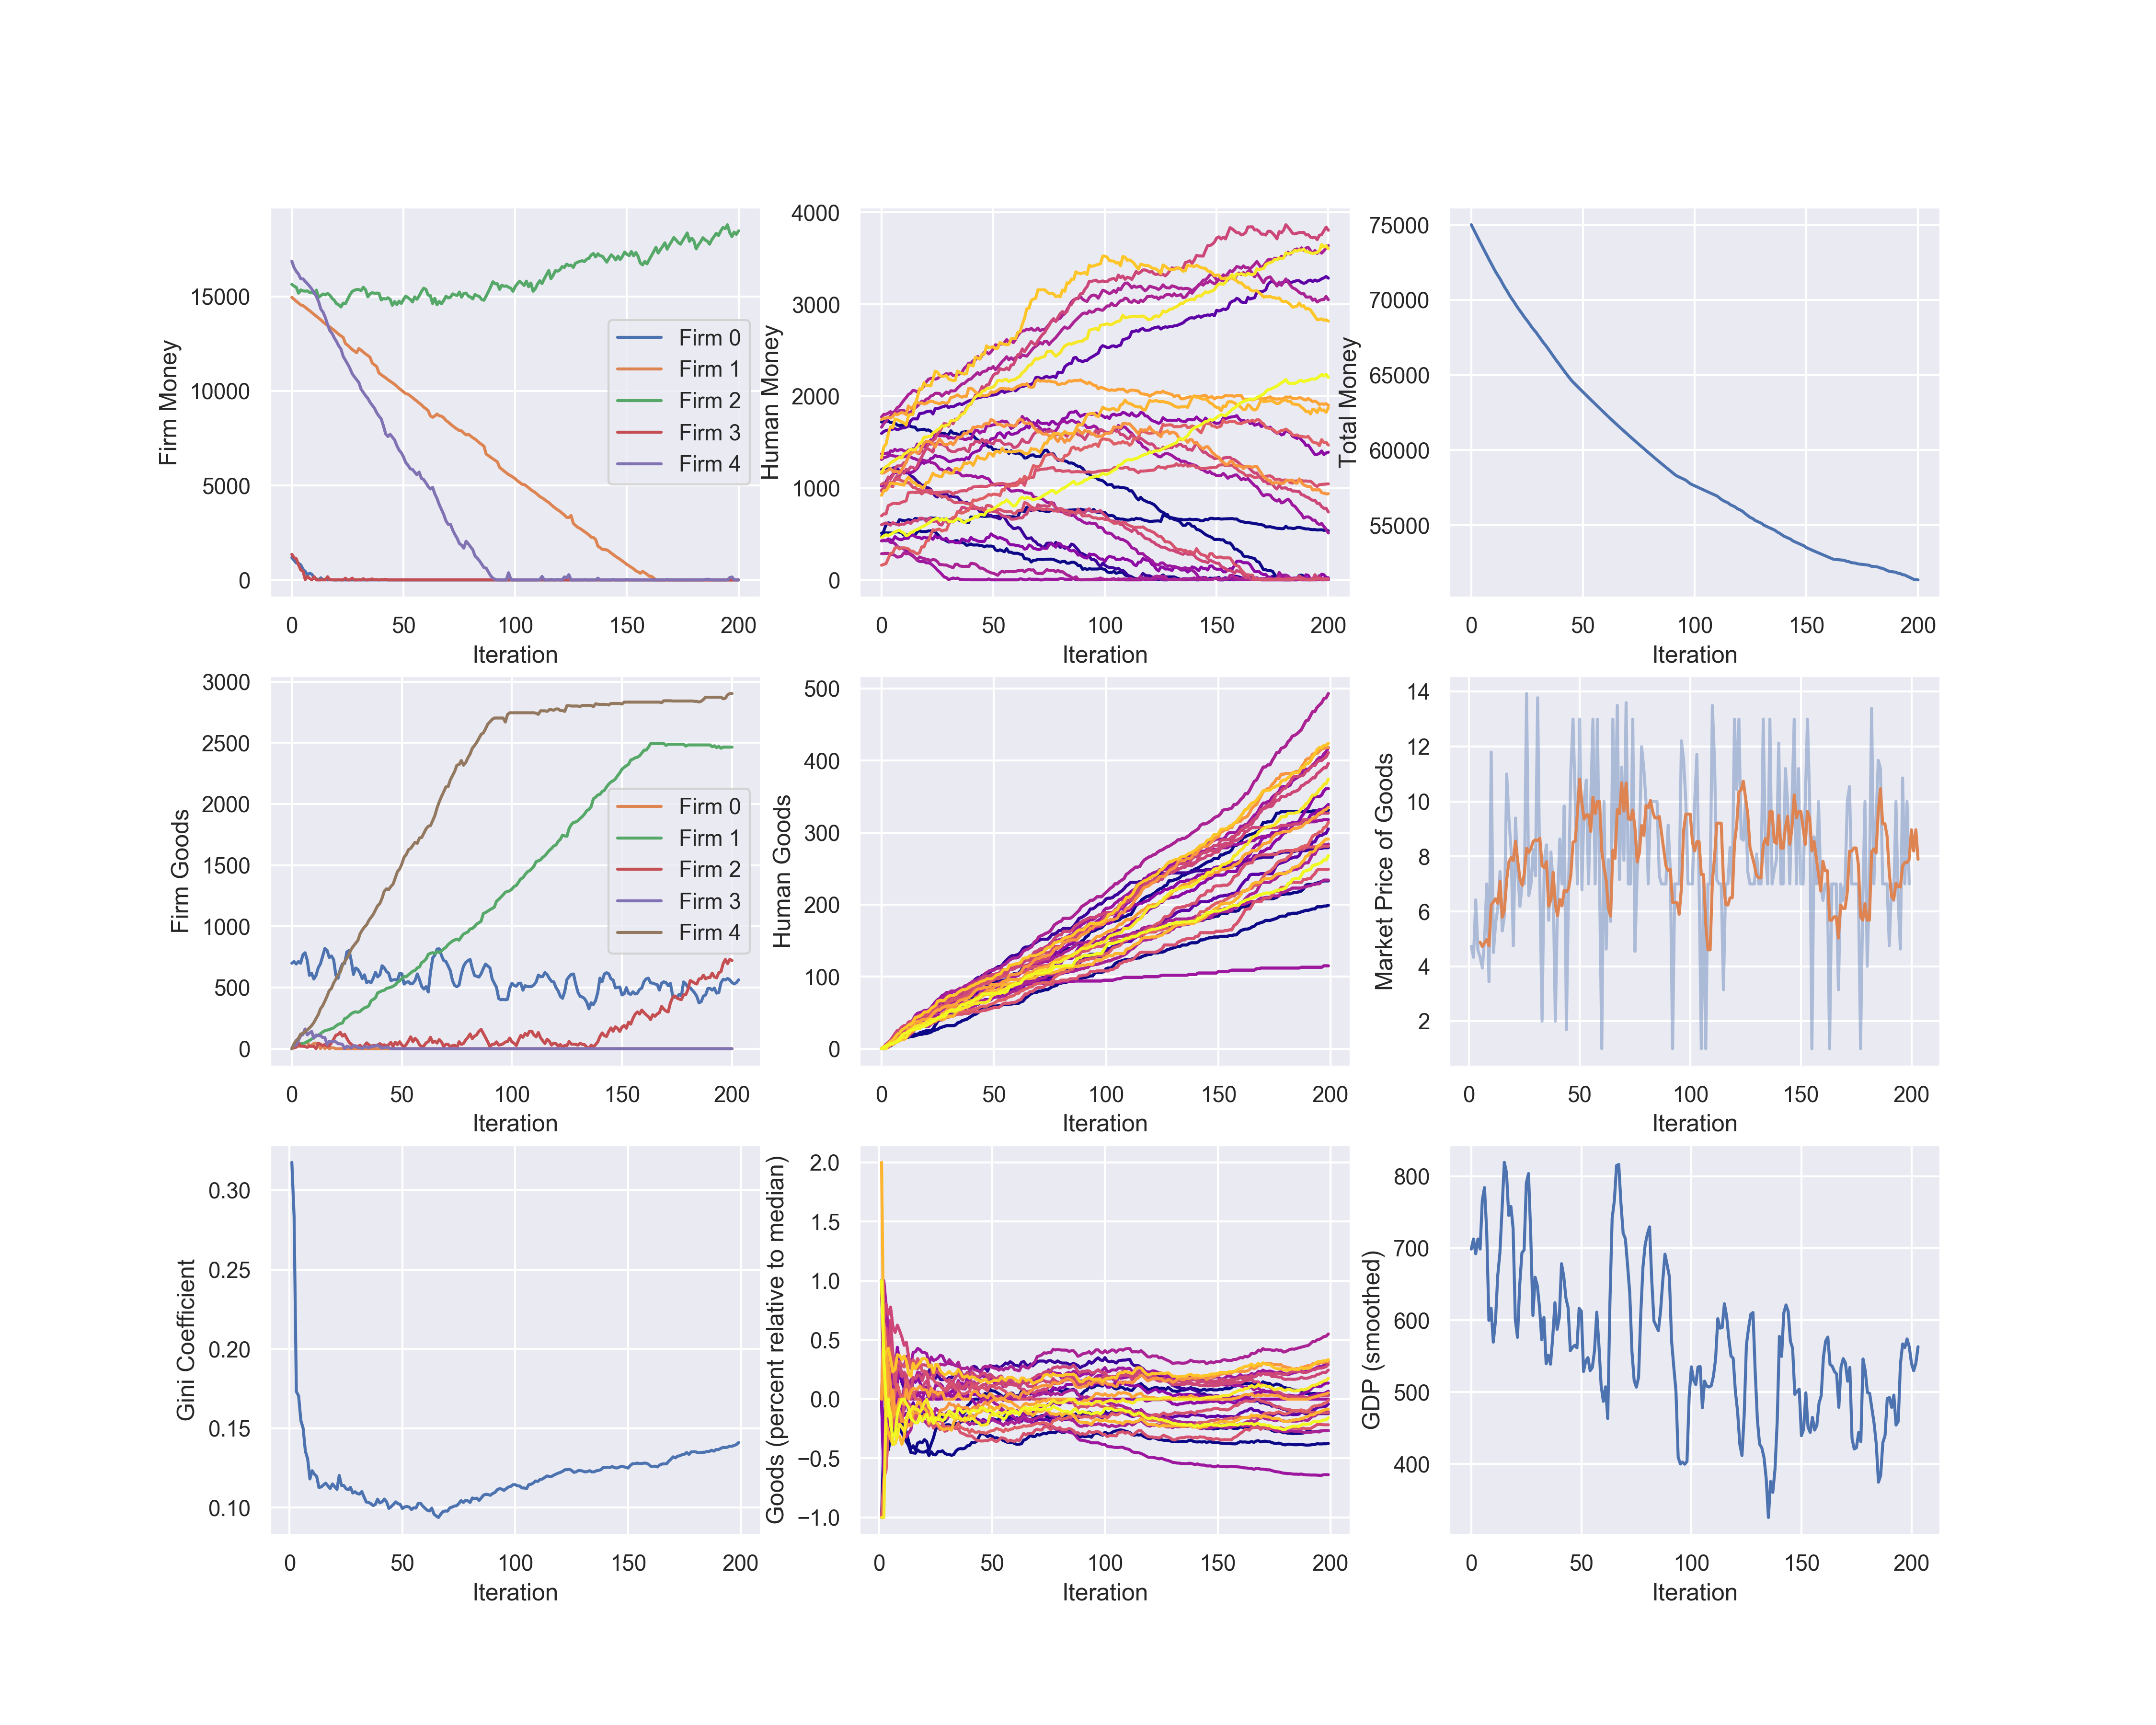 Firm Money
15000
10000
5000
0
Firm 0
Firm 1
Firm 2
Firm 3
Firm 4
0 50 100 150 200
Iteration
Human Money
4000
3000
2000
1000
0
0 50 100 150 200
Iteration
Total Money
75000
70000
65000
60000
55000
0 50 100 150 200
Iteration
Firm Goods
3000
2500
2000
1500
1000
500
0
Firm 0
Firm 1
Firm 2
Firm 3
Firm 4
0 50 100 150 200
Iteration
Human Goods
500
400
300
200
100
0
0 50 100 150 200
Iteration
Market Price of Goods
14
12
10
8
6
4
2
0 50 100 150 200
Iteration
Gini Coefficient
0.30
0.25
0.20
0.15
0.10
0 50 100 150 200
Iteration
Goods (percent relative to median)
2.0
1.5
1.0
0.5
0.0
−0.5
−1.0
0 50 100 150 200
Iteration
GDP (smoothed)
800
700
600
500
400
0 50 100 150 200
Iteration